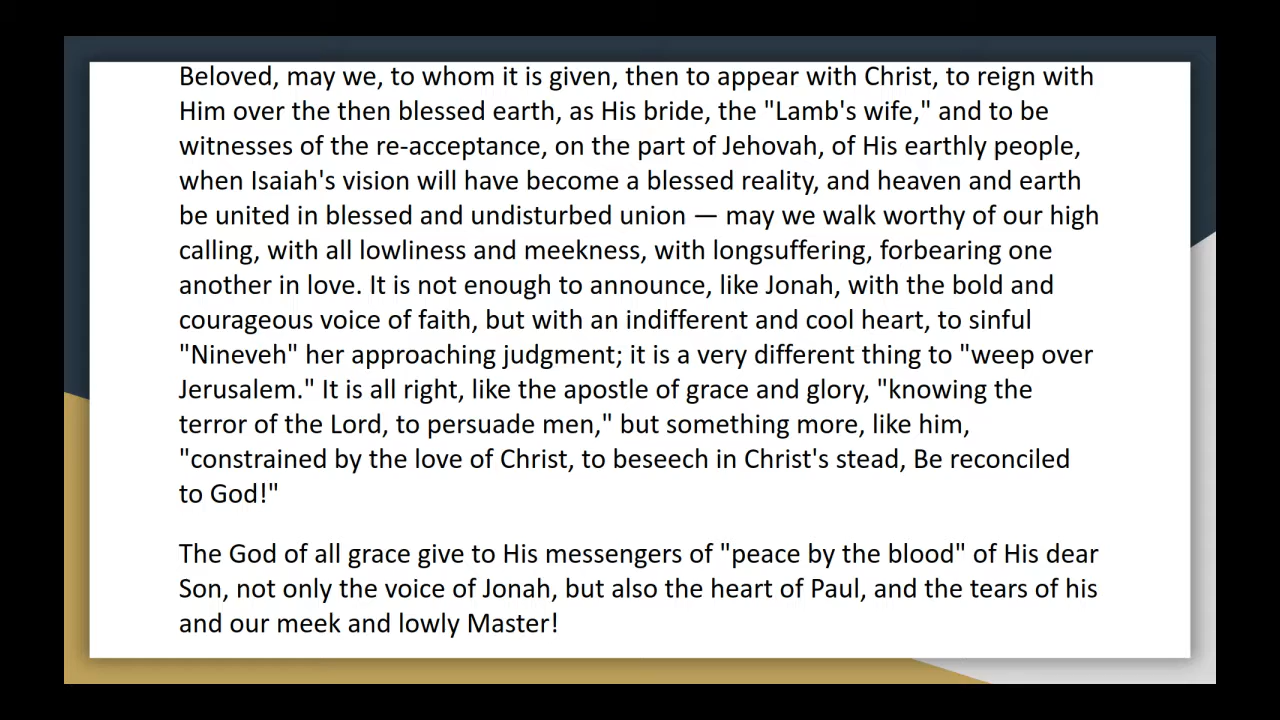 Beloved, may we, to whom it is given, then to appear with Christ, to reign with
Him over the then blessed earth, as His bride, the "Lamb's wife," and to be
witnesses of the re-acceptance, on the part of Jehovah, of His earthly people,
when Isaiah's vision will have become a blessed reality, and heaven and earth
be united in blessed and undisturbed union — may we walk worthy of our high
calling, with all lowliness and meekness, with longsuffering, forbearing one
another in love. It is not enough to announce, like Jonah, with the bold and
courageous voice of faith, but with an indifferent and cool heart, to sinful
"Nineveh" her approaching judgment; it is a very different thing to "weep over
Jerusalem." It is all right, like the apostle of grace and glory, "knowing the
terror of the Lord, to persuade men," but something more, like him,
"constrained by the love of Christ, to beseech in Christ's stead, Be reconciled
to God!"
The God of all grace give to His messengers of "peace by the blood" of His dear
Son, not only the voice of Jonah, but also the heart of Paul, and the tears of his
and our meek and lowly Master!